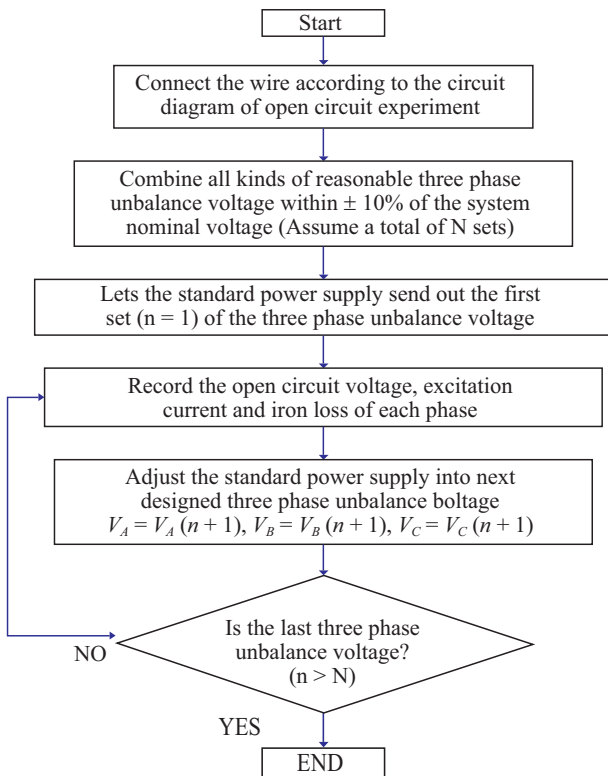 Start
Connect the wire according to the circuit
diagram of open circuit experiment
Combine all kinds of reasonable three phase
unbalance voltage within ± 10% of the system
nominal voltage (Assume a total of N sets)
Lets the standard power supply send out the first
set (n = 1) of the three phase unbalance voltage
Record the open circuit voltage, excitation
current and iron loss of each phase
Adjust the standard power supply into next
designed three phase unbalance boltage
V_A = V_A (n + 1), V_B = V_B (n + 1), V_C = V_C (n + 1)
Is the last three phase
unbalance voltage?
(n > N)
NO
YES
END